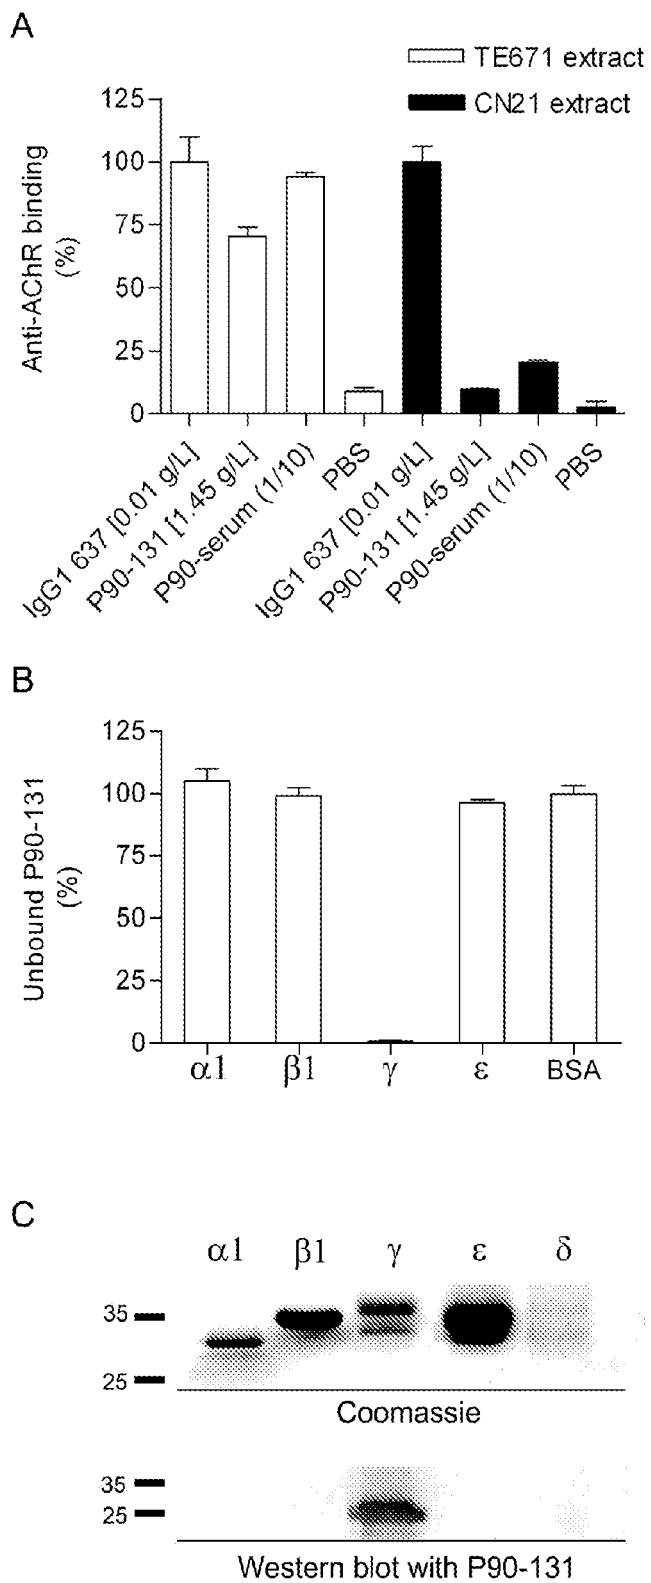 A
TE671 extract
CN21 extract
Anti-AChR binding
(%)
125
100
75
50
25
0
IgG1 637 [0.01 g/L]
P90-131 [1.45 g/L]
P90-serum (1/10)
PBS
IgG1 637 [0.01 g/L]
P90-131 [1.45 g/L]
P90-serum (1/10)
PBS
B
Unbound P90-131
(%)
125
100
75
50
25
0
α1 β1 γ ε BSA
C
α1 β1 γ ε δ
35
25
Coomassie
35
25
Western blot with P90-131